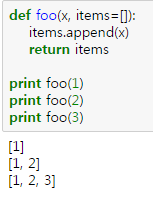 def foo(x, items=[]):
    items.append(x)
    return items

print foo(1)
print foo(2)
print foo(3)
[1]
[1, 2]
[1, 2, 3]